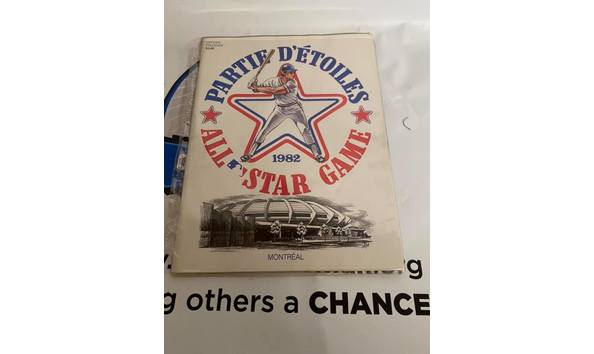 PARTIE D'ÉTOILES
1982
ALL STAR GAME
MONTRÉAL
g others a CHANCE